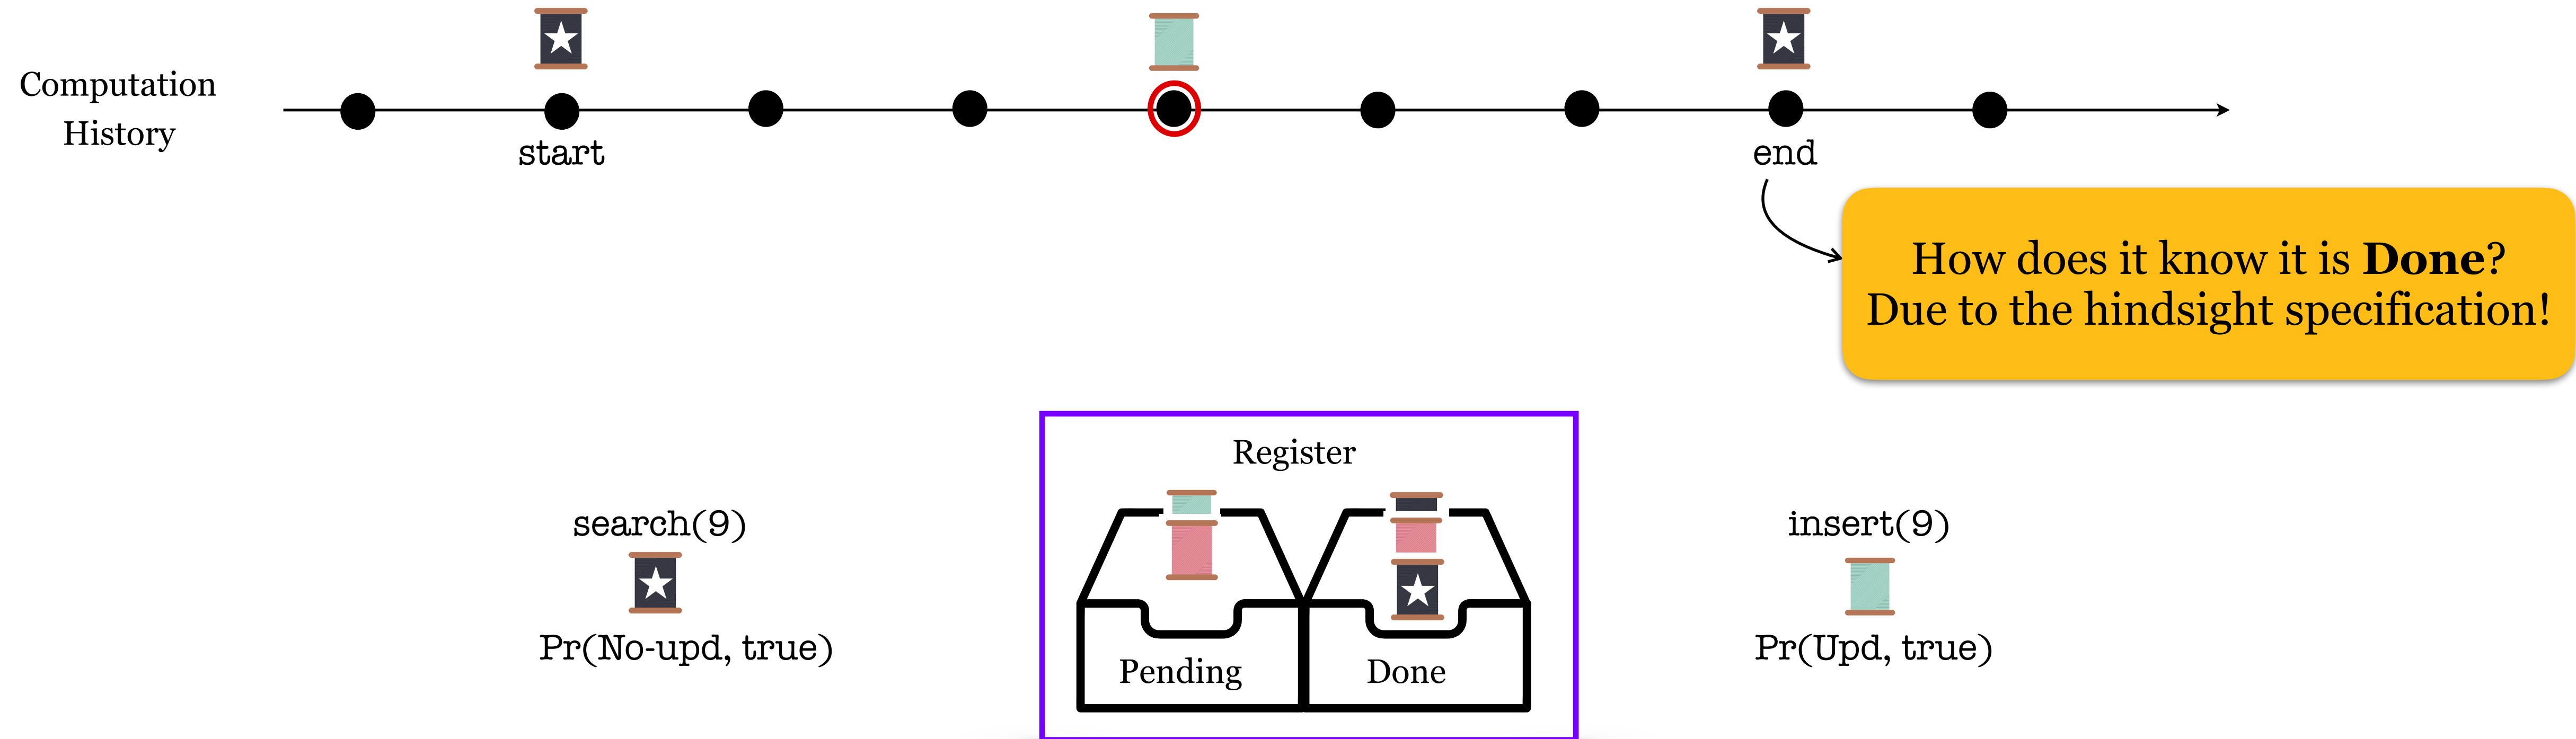 Computation
History
start
end
How does it know it is Done?
Due to the hindsight specification!
Register
search(9)
Pr(No-upd, true)
Pending
Done
insert(9)
Pr(Upd, true)